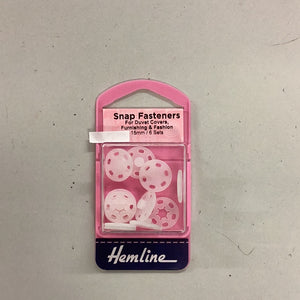 Snap Fasteners
For Duvet Covers,
Furnishing & Fashion
15mm / 6 Sets
Hemline